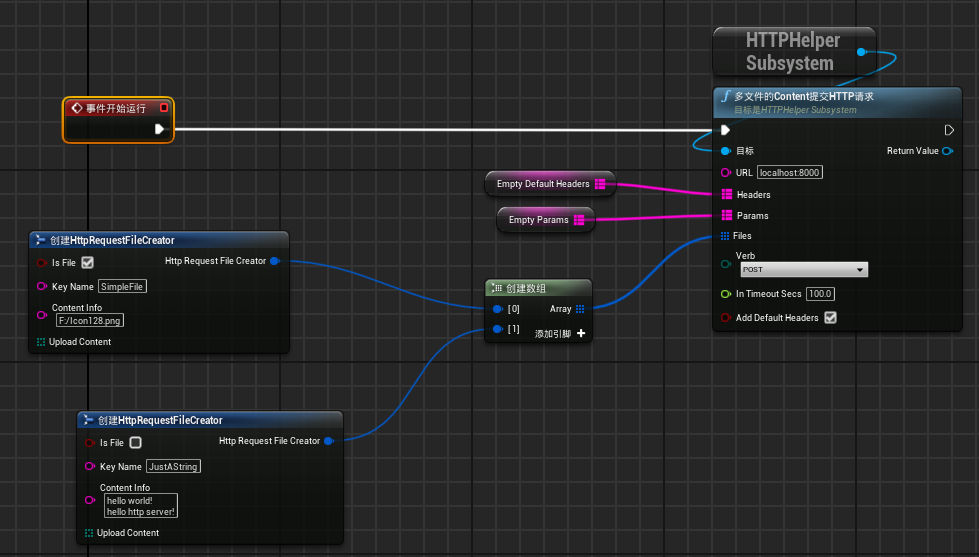 HTTPHelper
Subsystem
事件开始运行
多文件的Content提交HTTP请求
目标是HTTPHelper Subsystem
目标
Return Value
URL localhost:8000
Empty Default Headers
Headers
Empty Params
Params
Files
Verb
POST
In Timeout Secs 100.0
Add Default Headers
创建HttpRequestFileCreator
Is File
Http Request File Creator
Key Name SimpleFile
Content Info
F:/Icon128.png
Upload Content
创建数组
[0]
Array
[1]
添加引脚
创建HttpRequestFileCreator
Is File
Http Request File Creator
Key Name JustAString
Content Info
hello world!
hello http server!
Upload Content